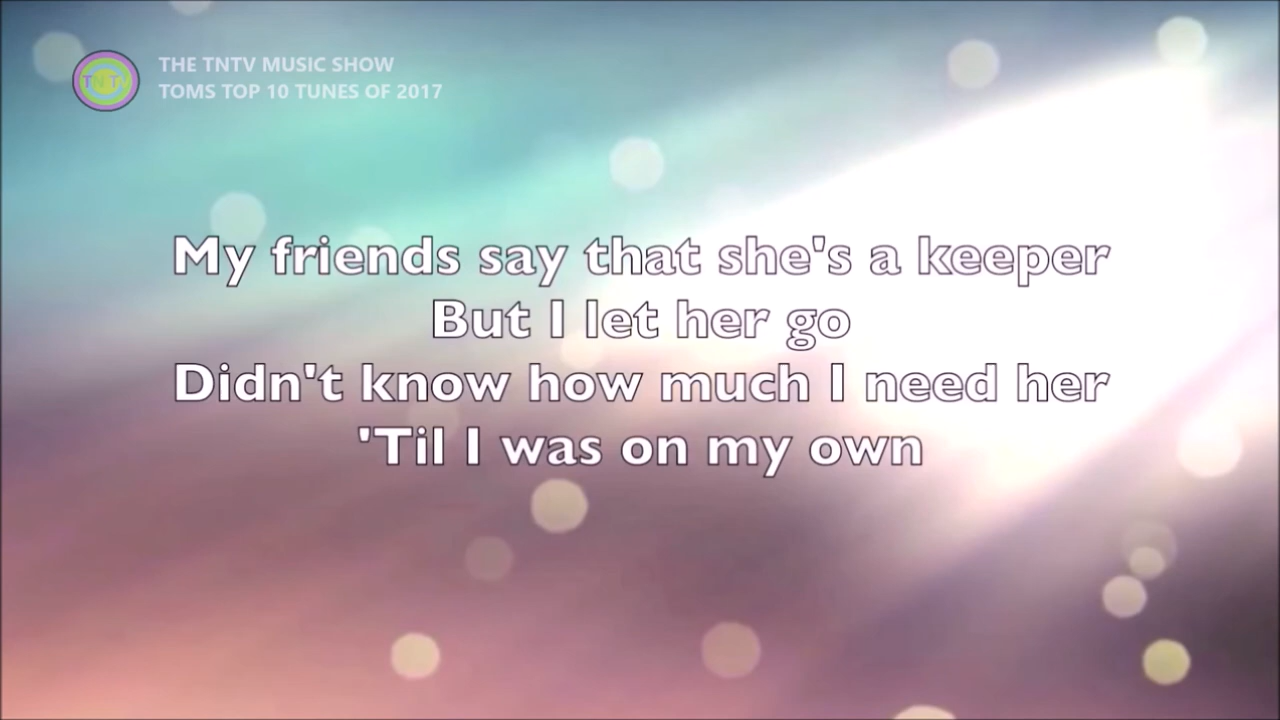 THE TNTV MUSIC SHOW
TOMS TOP 10 TUNES OF 2017
TNTV
My friends say that she's a keeper
But I let her go
Didn't know how much I need her
'Til I was on my own